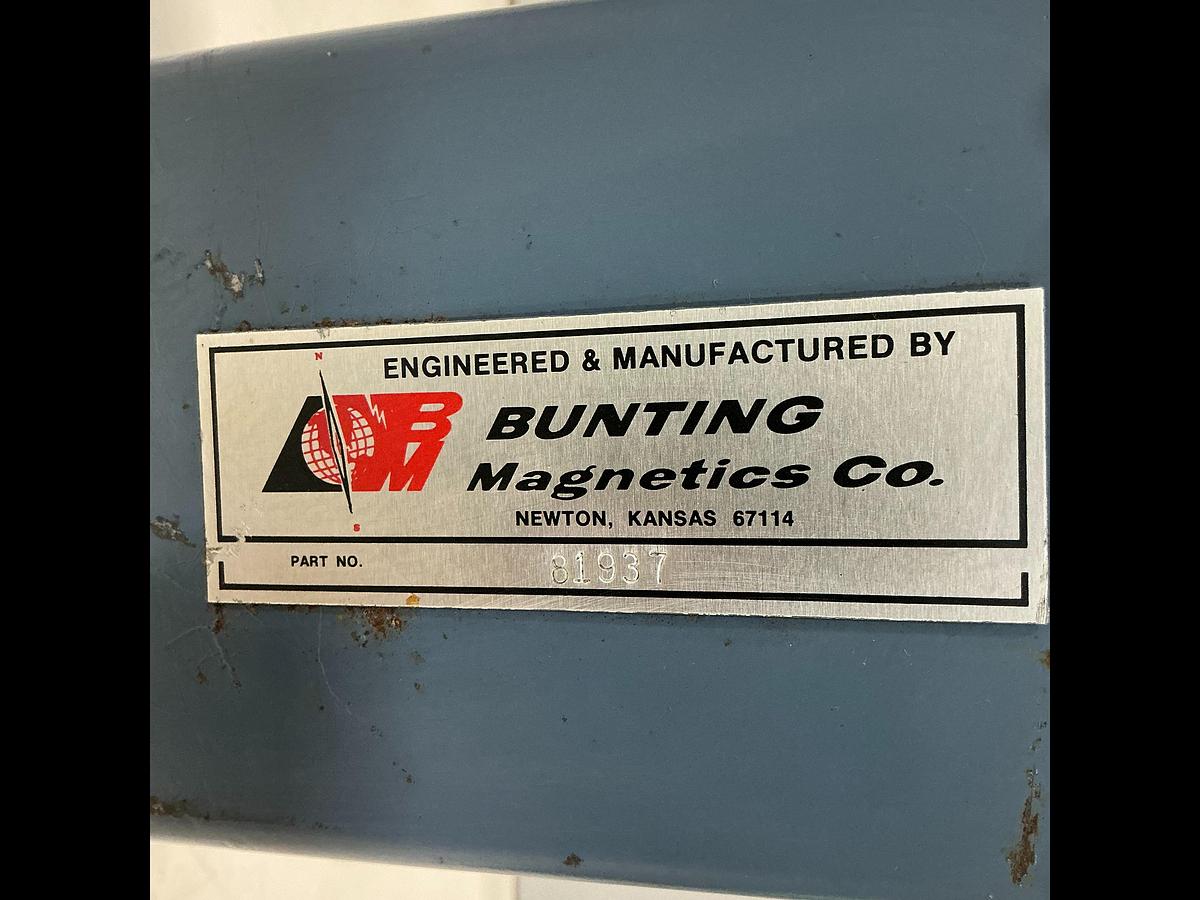 N
ENGINEERED & MANUFACTURED BY
BM
BUNTING
Magnetics Co.
S
NEWTON, KANSAS 67114
PART NO. 81937